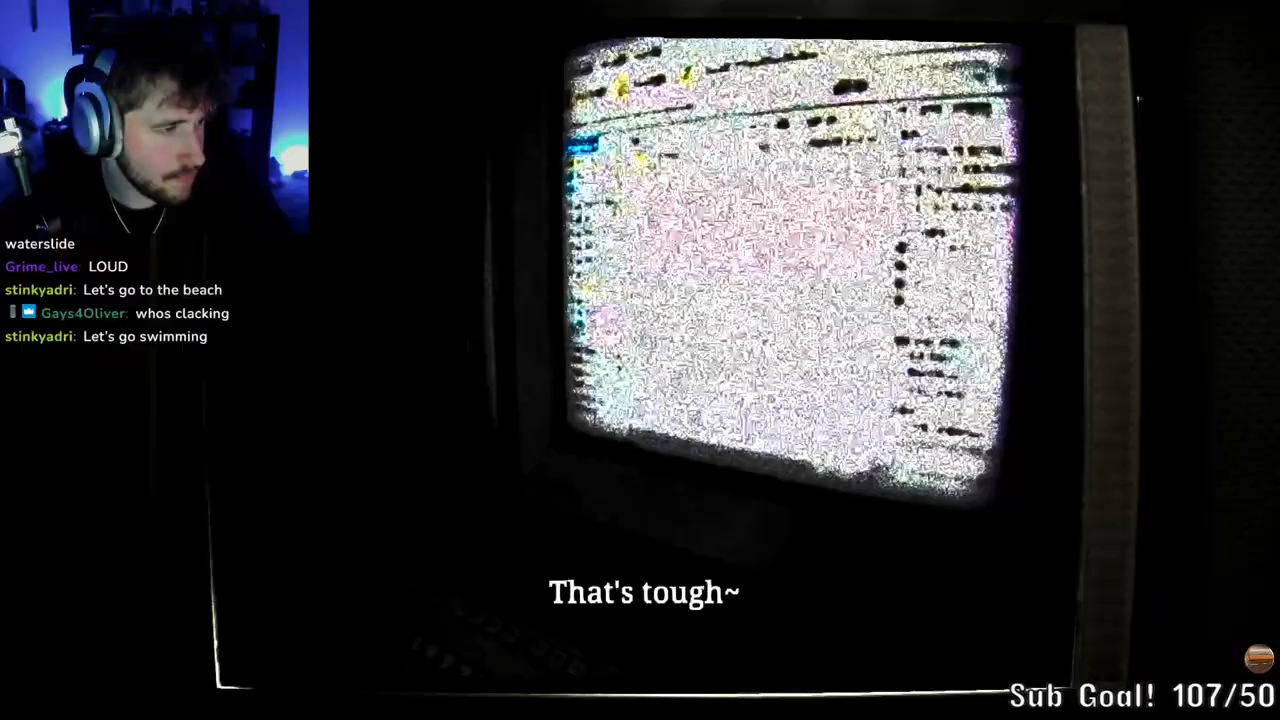 waterslide
Grime_live: LOUD
stinkyadri: Let's go to the beach
Gays4Oliver: whos clacking
stinkyadri: Let's go swimming
That's tough~
Sub Goal! 107/50